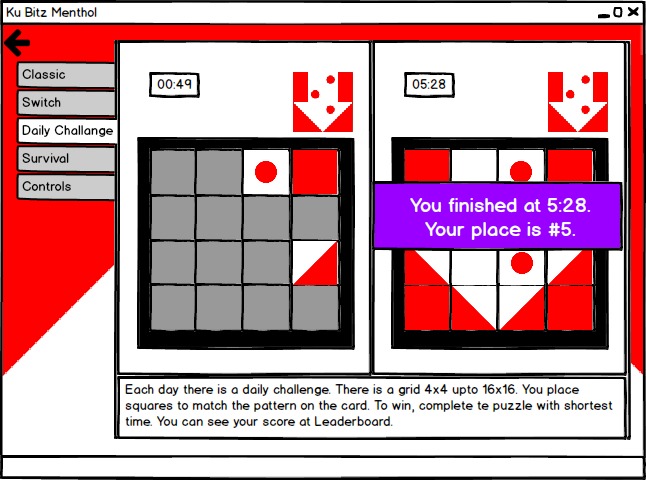 Ku Bitz Menthol
Classic
Switch
Daily Challange
Survival
Controls
00:49
05:28
You finished at 5:28.
Your place is #5.
Each day there is a daily challenge. There is a grid 4x4 upto 16x16. You place
squares to match the pattern on the card. To win, complete te puzzle with shortest
time. You can see your score at Leaderboard.